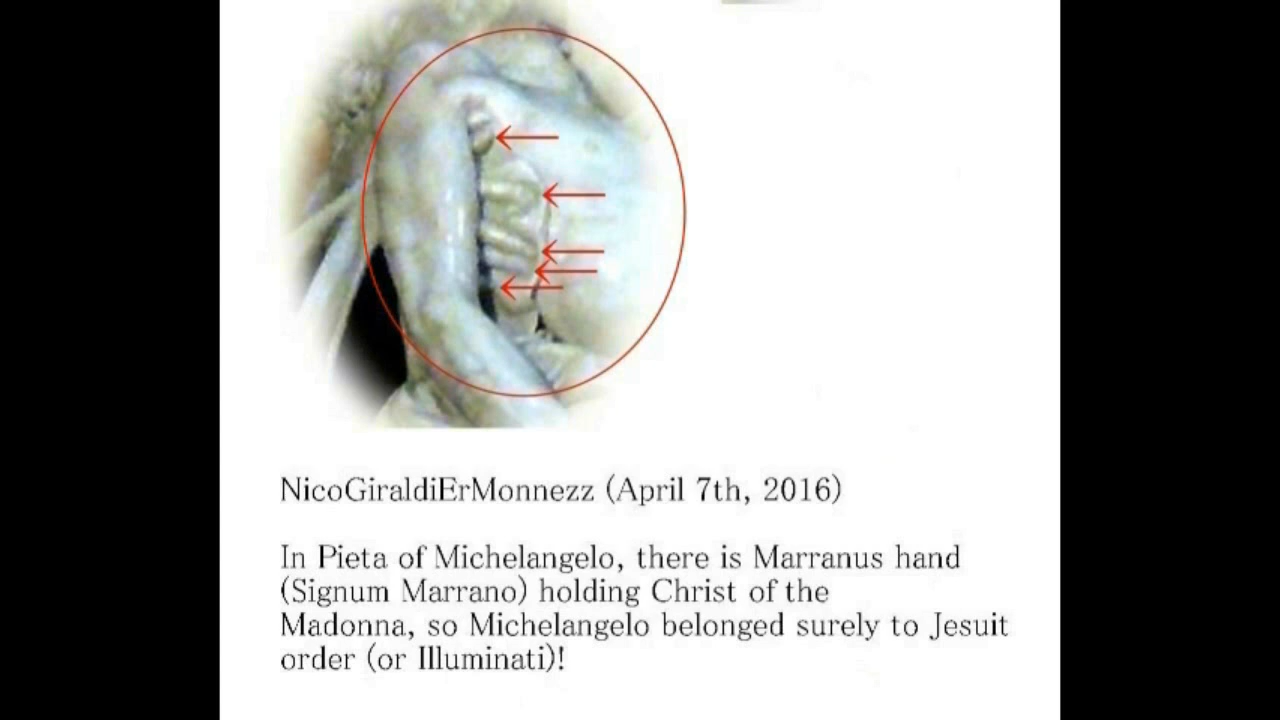 NicoGiraldiErMonnezz (April 7th, 2016)
In Pieta of Michelangelo, there is Marranus hand
(Signum Marrano) holding Christ of the
Madonna, so Michelangelo belonged surely to Jesuit
order (or Illuminati)!